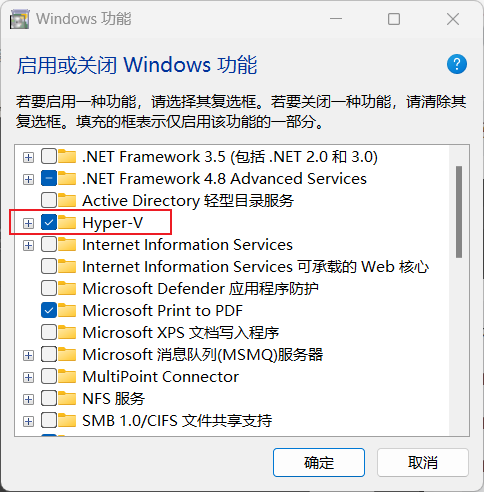 Windows 功能
启用或关闭 Windows 功能
?
若要启用一种功能，请选择其复选框。若要关闭一种功能，请清除其
复选框。填充的框表示仅启用该功能的一部分。
.NET Framework 3.5 (包括 .NET 2.0 和 3.0)
.NET Framework 4.8 Advanced Services
Active Directory 轻型目录服务
Hyper-V
Internet Information Services
Internet Information Services 可承载的 Web 核心
Microsoft Defender 应用程序防护
Microsoft Print to PDF
Microsoft XPS 文档写入程序
Microsoft 消息队列(MSMQ)服务器
MultiPoint Connector
NFS 服务
SMB 1.0/CIFS 文件共享支持
确定
取消